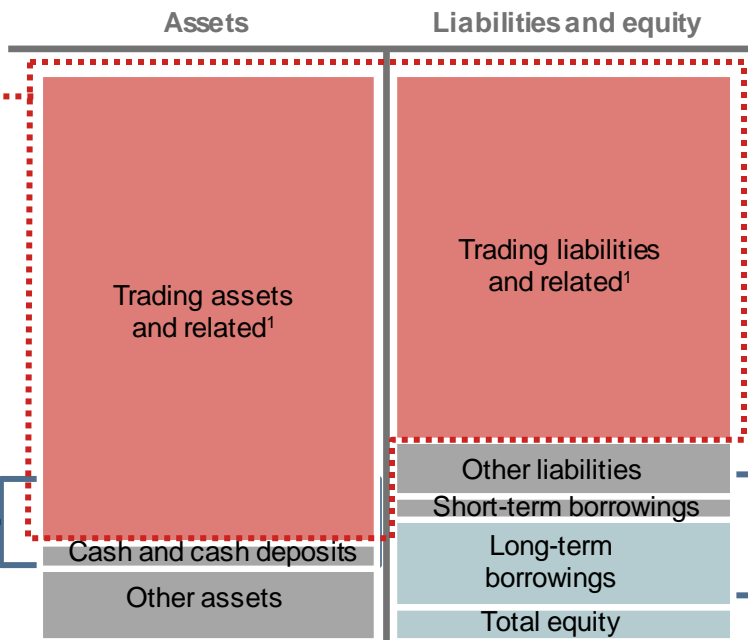 Assets
Liabilities and equity
Trading assets
and related¹
Cash and cash deposits
Other assets
Trading liabilities
and related¹
Other liabilities
Short-term borrowings
Long-term
borrowings
Total equity